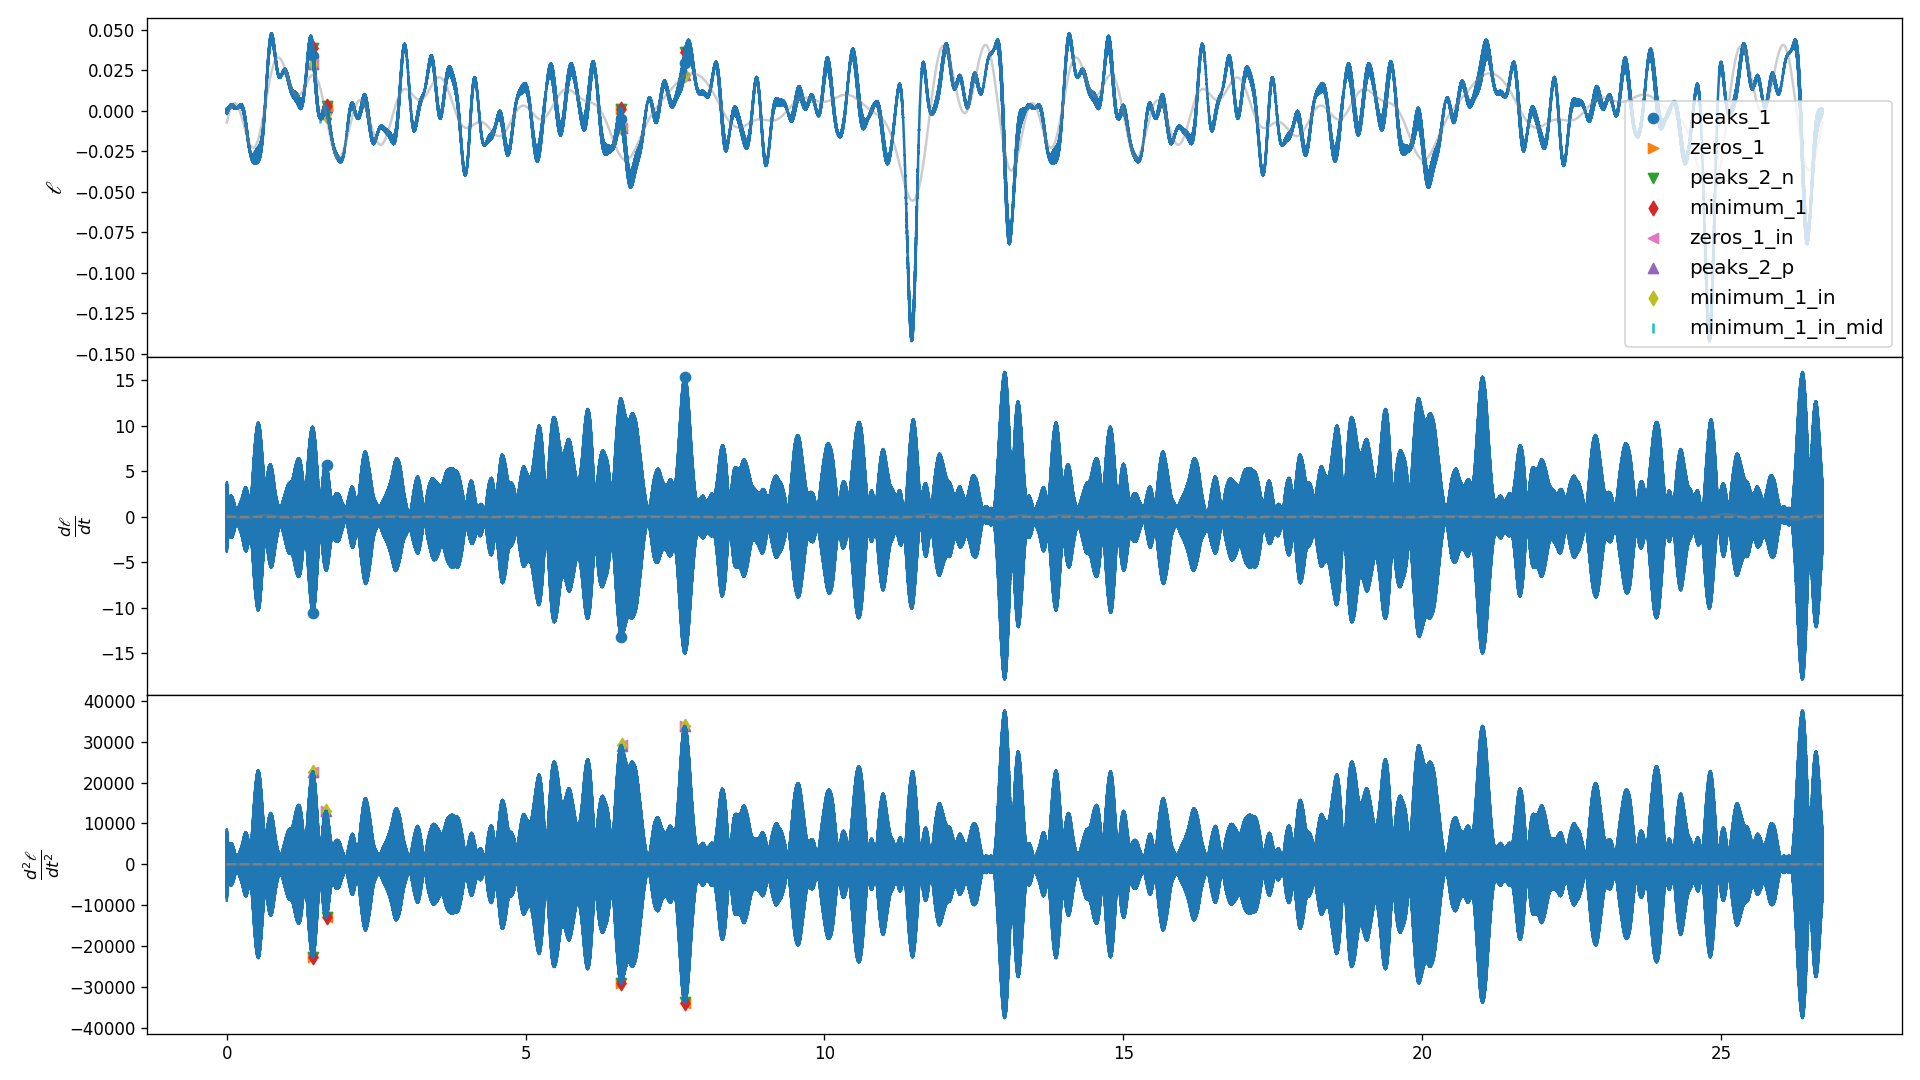 0.050
0.025
0.000
−0.025
−0.050
−0.075
−0.100
−0.125
−0.150
ℓ
peaks_1
zeros_1
peaks_2_n
minimum_1
zeros_1_in
peaks_2_p
minimum_1_in
minimum_1_in_mid
15
10
5
0
−5
−10
−15
dℓ
dt
40000
30000
20000
10000
0
−10000
−20000
−30000
−40000
d²ℓ
dt²
0 5 10 15 20 25